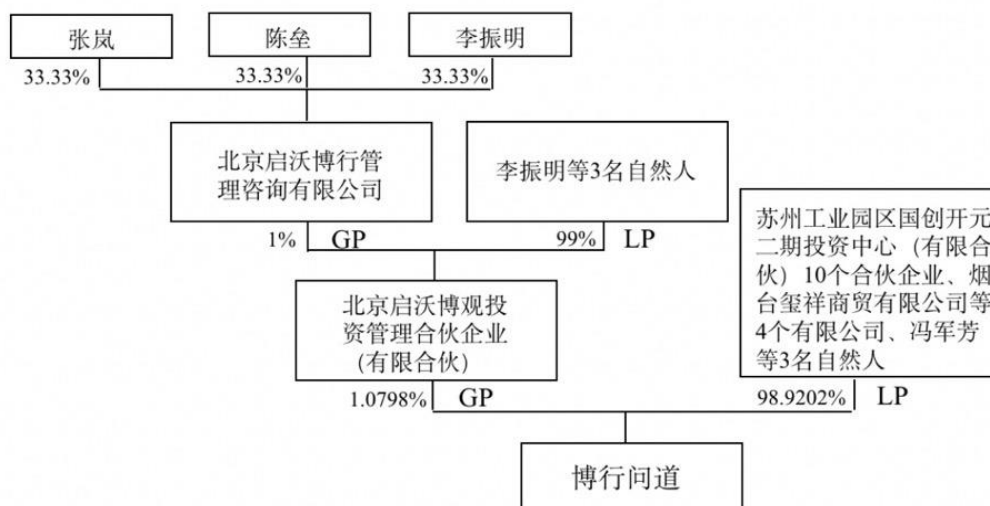 张岚
陈垒
李振明
33.33%
33.33%
33.33%
北京启沃博行管
理咨询有限公司
李振明等3名自然人
1%
GP
99%
LP
苏州工业园区国创开元
二期投资中心（有限合
伙）10个合伙企业、烟
台玺祥商贸有限公司等
4个有限公司、冯军芳
等3名自然人
北京启沃博观投
资管理合伙企业
（有限合伙）
1.0798%
GP
98.9202%
LP
博行问道